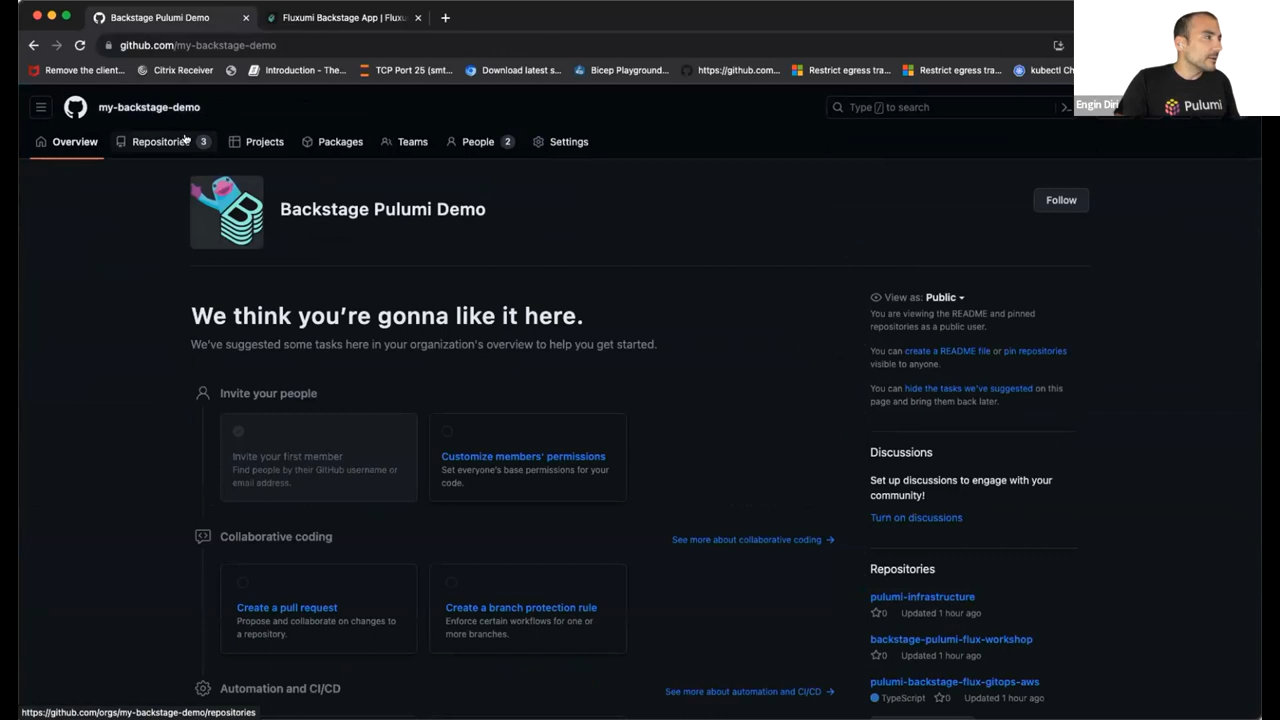 Backstage Pulumi Demo
Fluxumi Backstage App | Fluxu
github.com/my-backstage-demo
Remove the client...
Citrix Receiver
Introduction - The...
TCP Port 25 (smt...
Download latest s...
Bicep Playground...
https://github.com...
Restrict egress tra...
Restrict egress tra...
kubectl Ch
Engin Diri
Pulumi
my-backstage-demo
Type / to search
Overview
Repositories 3
Projects
Packages
Teams
People 2
Settings
Backstage Pulumi Demo
Follow
We think you’re gonna like it here.
We've suggested some tasks here in your organization's overview to help you get started.
View as: Public
You are viewing the README and pinned
repositories as a public user.
You can create a README file or pin repositories
visible to anyone.
You can hide the tasks we've suggested on this
page and bring them back later.
Invite your people
Invite your first member
Find people by their GitHub username or
email address.
Customize members' permissions
Set everyone's base permissions for your
code.
Discussions
Set up discussions to engage with your
community!
Turn on discussions
Collaborative coding
See more about collaborative coding →
Create a pull request
Propose and collaborate on changes to
a repository.
Create a branch protection rule
Enforce certain workflows for one or
more branches.
Repositories
pulumi-infrastructure
0 Updated 1 hour ago
backstage-pulumi-flux-workshop
0 Updated 1 hour ago
pulumi-backstage-flux-gitops-aws
TypeScript 0 Updated 1 hour ago
Automation and CI/CD
See more about automation and CI/CD →
https://github.com/orgs/my-backstage-demo/repositories